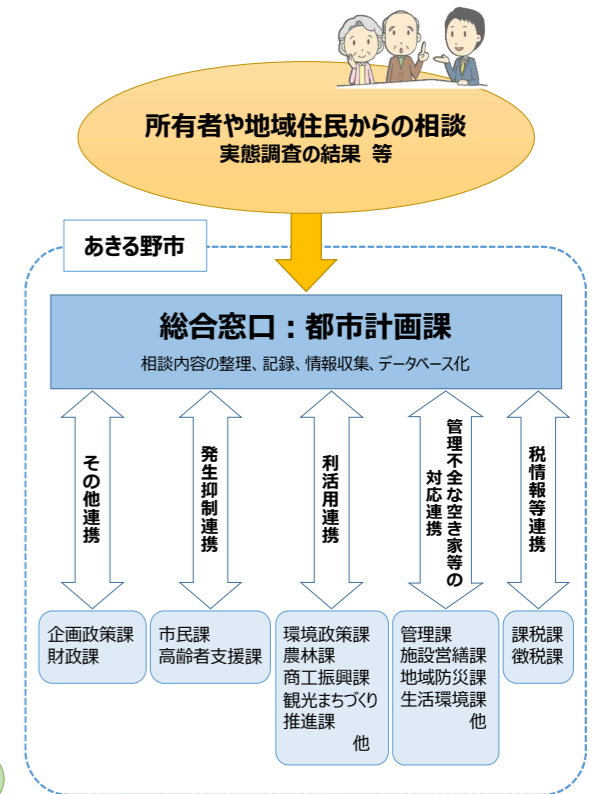 所有者や地域住民からの相談
実態調査の結果 等
あきる野市
総合窓口：都市計画課
相談内容の整理、記録、情報収集、データベース化
その他連携
発生抑制連携
利活用連携
管理不全な空き家等の
対応連携
税情報等連携
企画政策課
財政課
市民課
高齢者支援課
環境政策課
農林課
商工振興課
観光まちづくり
推進課
他
管理課
施設営繕課
地域防災課
生活環境課
他
課税課
徴税課